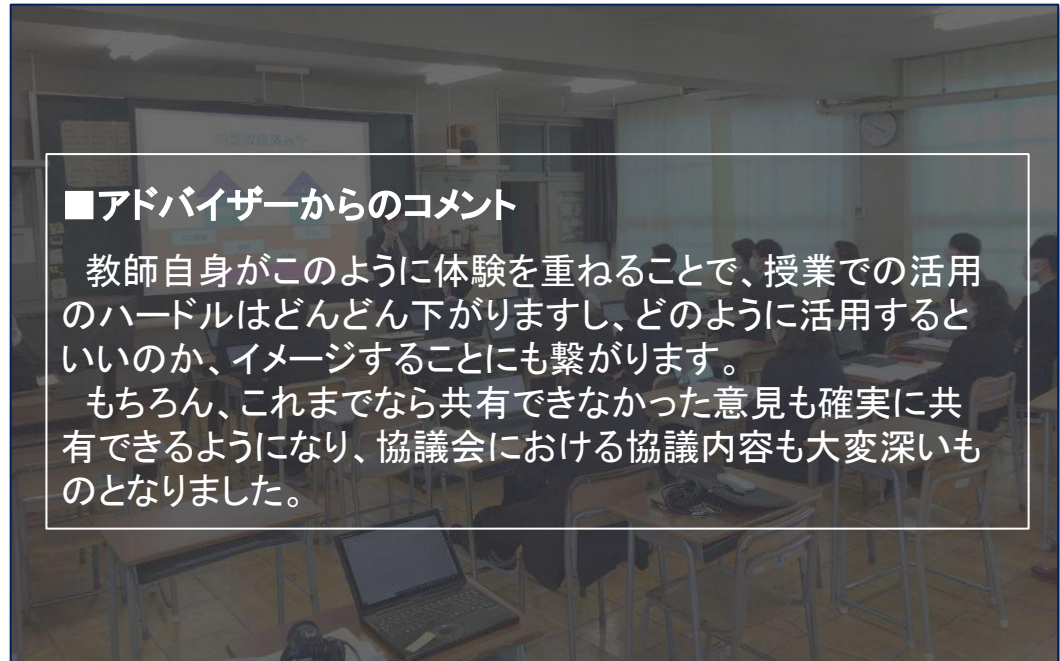 ■アドバイザーからのコメント
教師自身がこのように体験を重ねることで、授業での活用
のハードルはどんどん下がりますし、どのように活用すると
いいのか、イメージすることにも繋がります。
もちろん、これまでなら共有できなかった意見も確実に共
有できるようになり、協議会における協議内容も大変深いも
のとなりました。